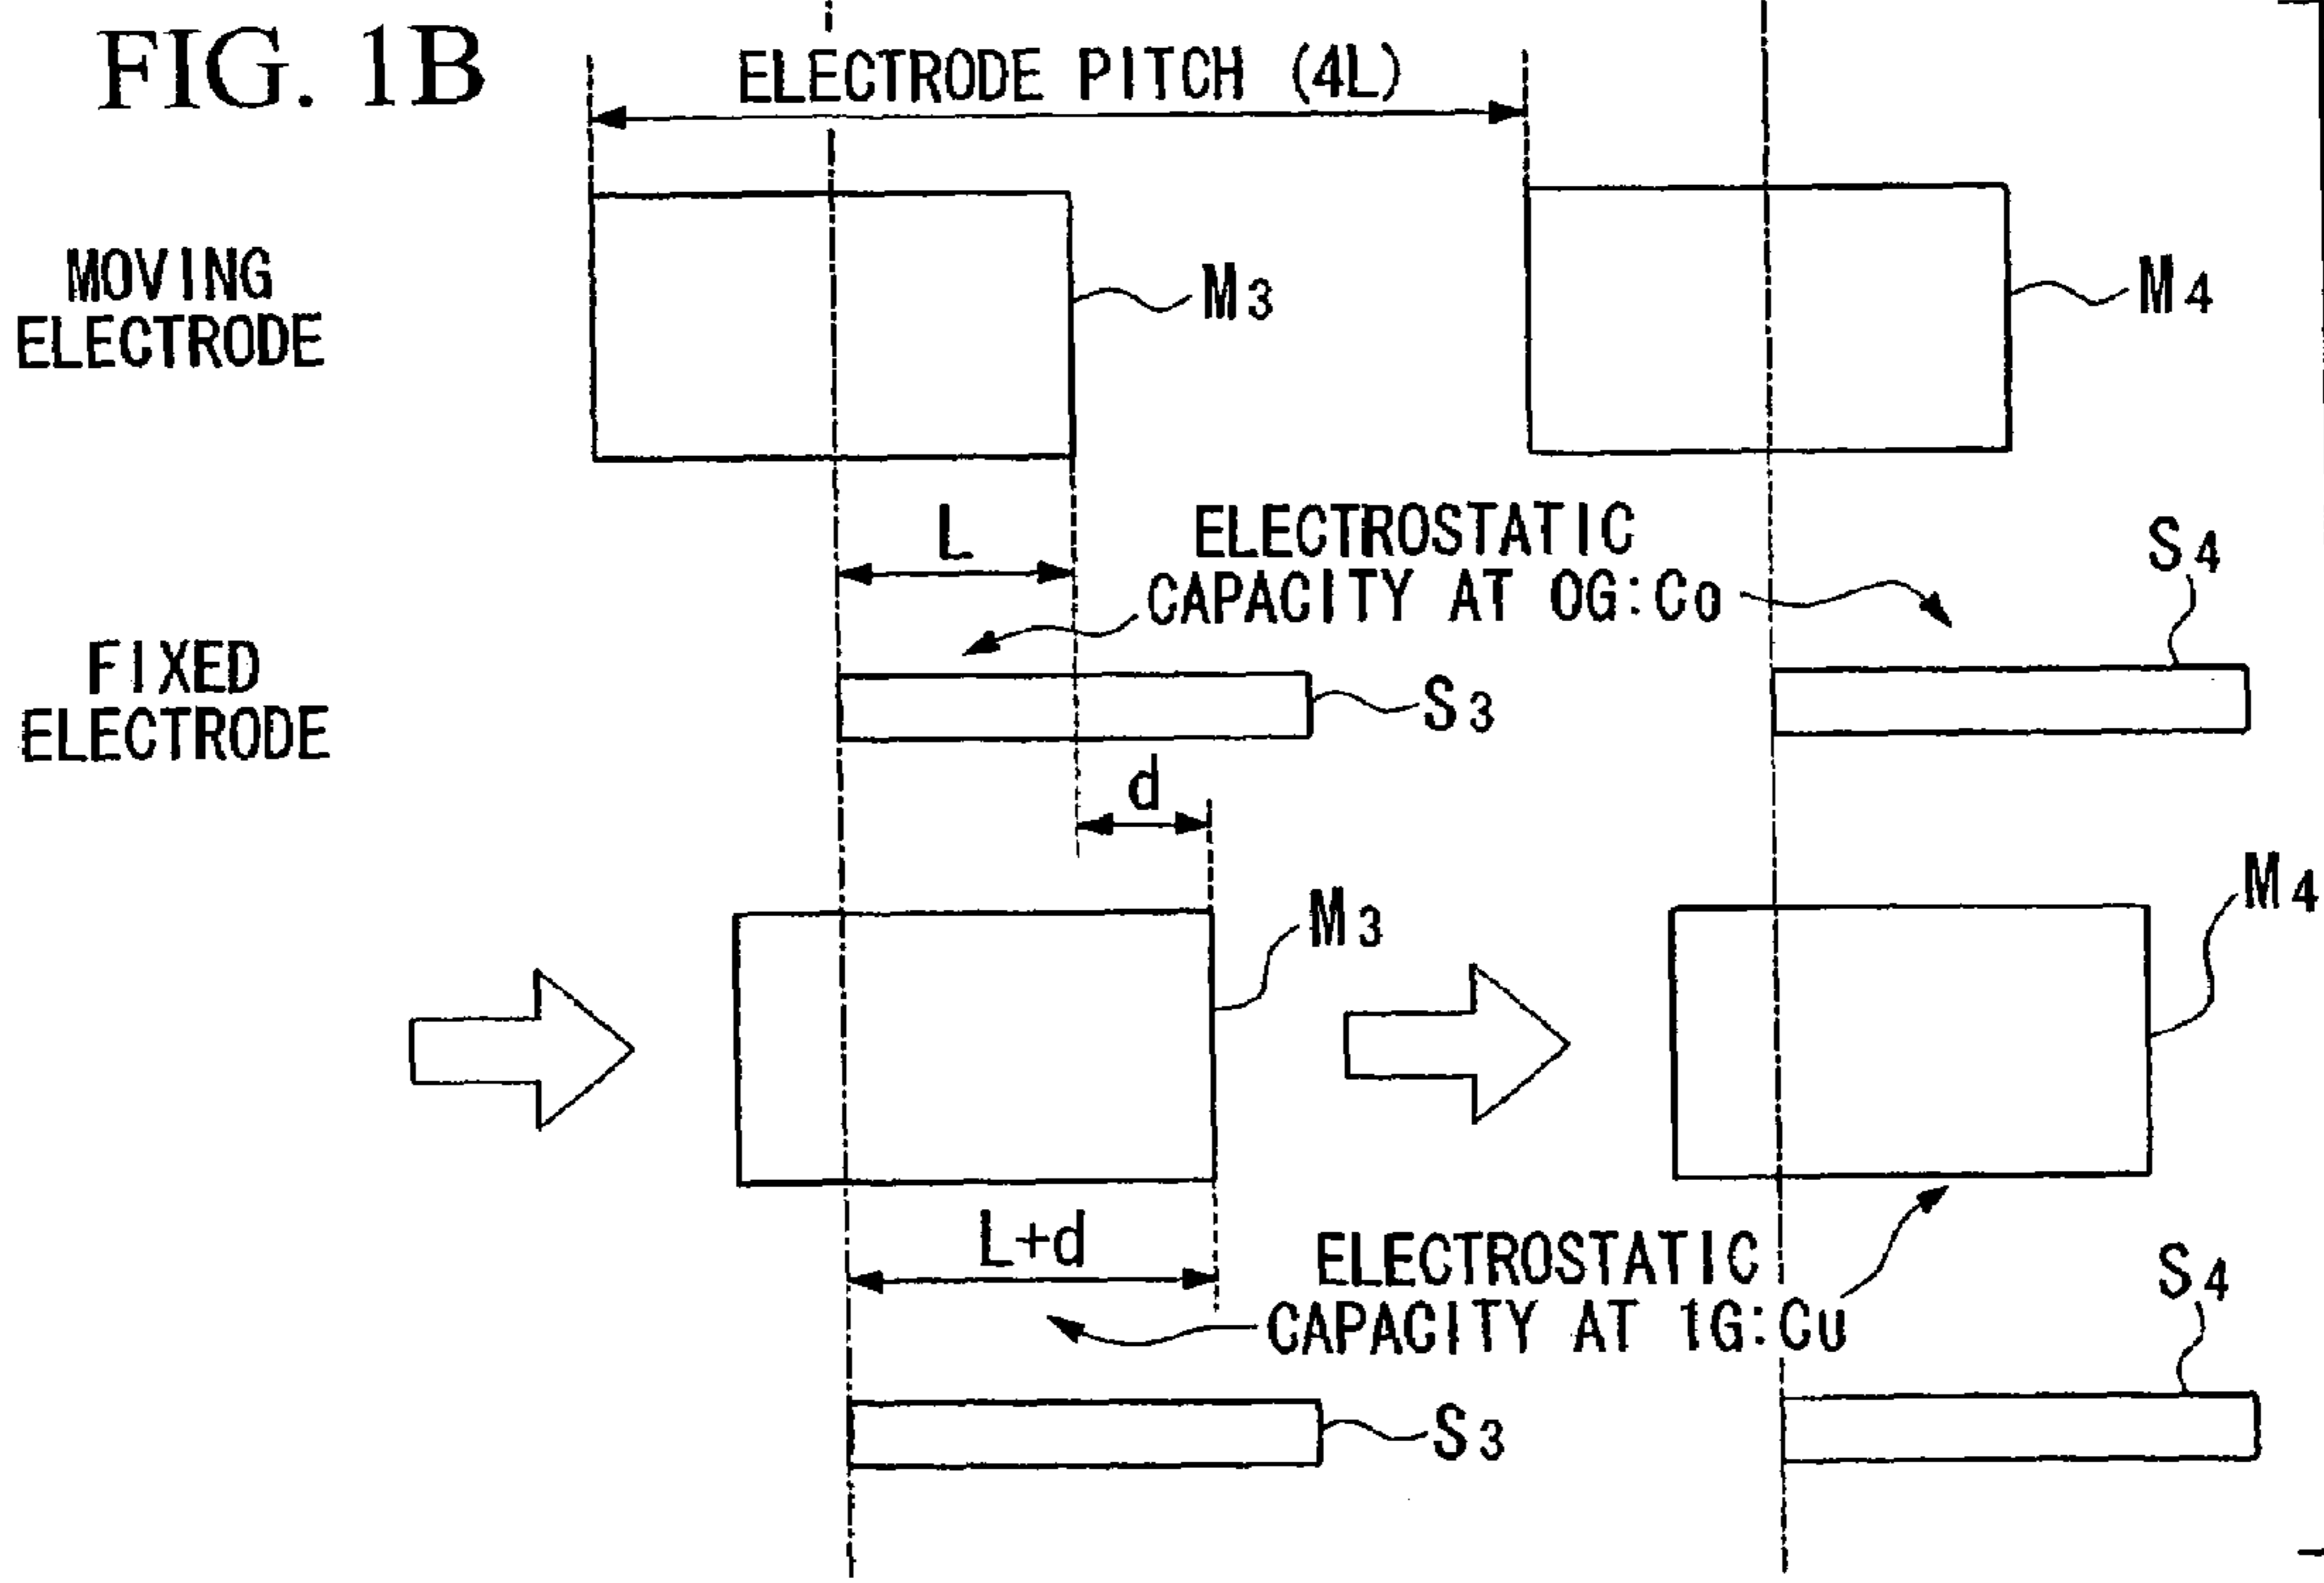 FIG. 1B
ELECTRODE PITCH (4L)
MOVING
ELECTRODE
M3
M4
L
ELECTROSTATIC
CAPACITY AT 0G:Co
S4
FIXED
ELECTRODE
S3
d
M3
M4
L+d
ELECTROSTATIC
CAPACITY AT 1G:Cu
S4
S3